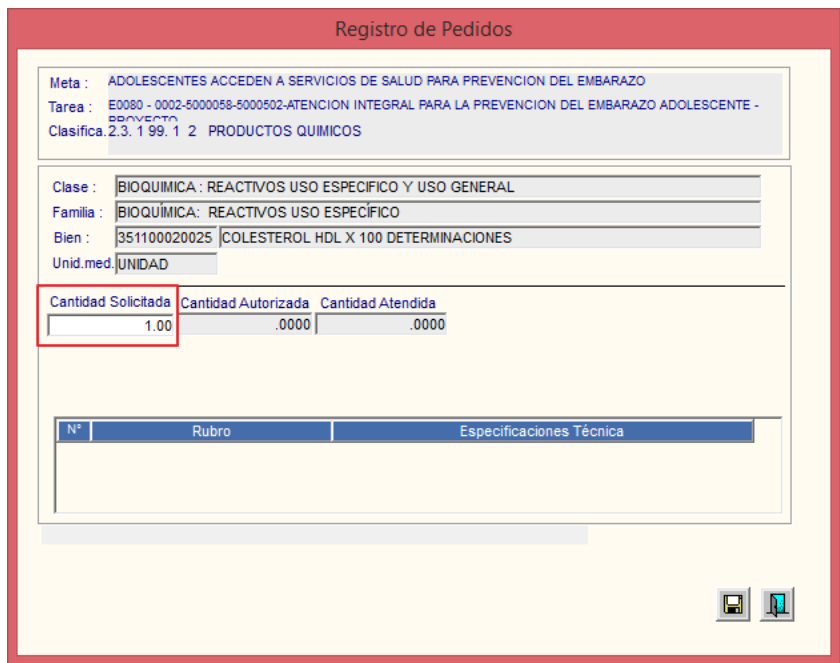 Registro de Pedidos
Meta : ADOLESCENTES ACCEDEN A SERVICIOS DE SALUD PARA PREVENCION DEL EMBARAZO
Tarea : E0080 - 0002-5000058-5000502-ATENCION INTEGRAL PARA LA PREVENCION DEL EMBARAZO ADOLESCENTE -
PROYECTO
Clasifica. 2.3. 1 99. 1 2 PRODUCTOS QUIMICOS
Clase : BIOQUIMICA : REACTIVOS USO ESPECIFICO Y USO GENERAL
Familia : BIOQUÍMICA: REACTIVOS USO ESPECÍFICO
Bien : 351100020025 COLESTEROL HDL X 100 DETERMINACIONES
Unid.med. UNIDAD
Cantidad Solicitada Cantidad Autorizada Cantidad Atendida
1.00 .0000 .0000
N° Rubro Especificaciones Técnica